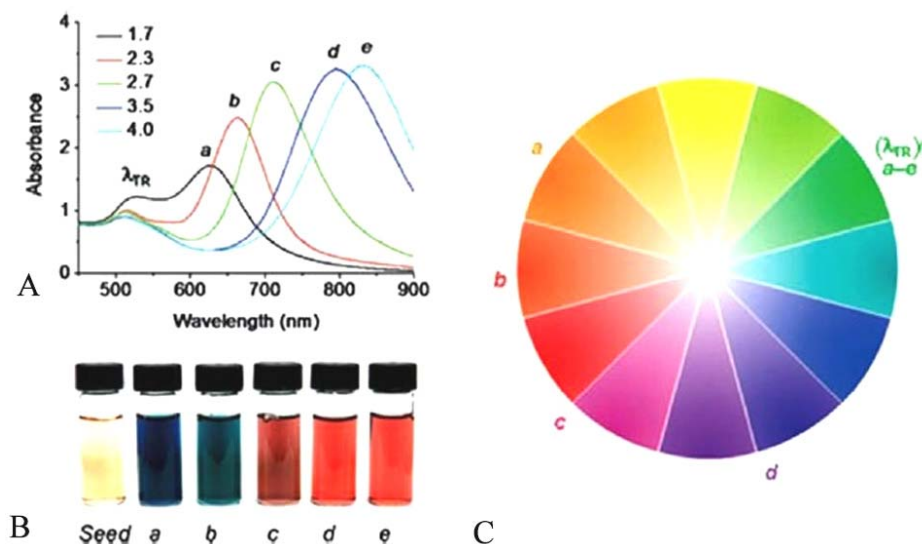 4
3
2
1
0
Absorbance
1.7
2.3
2.7
3.5
4.0
λTR
a
b
c
d
e
500
600
700
800
900
Wavelength (nm)
A
Seed
a
b
c
d
e
B
a
b
c
d
(λTR)
a–e
C